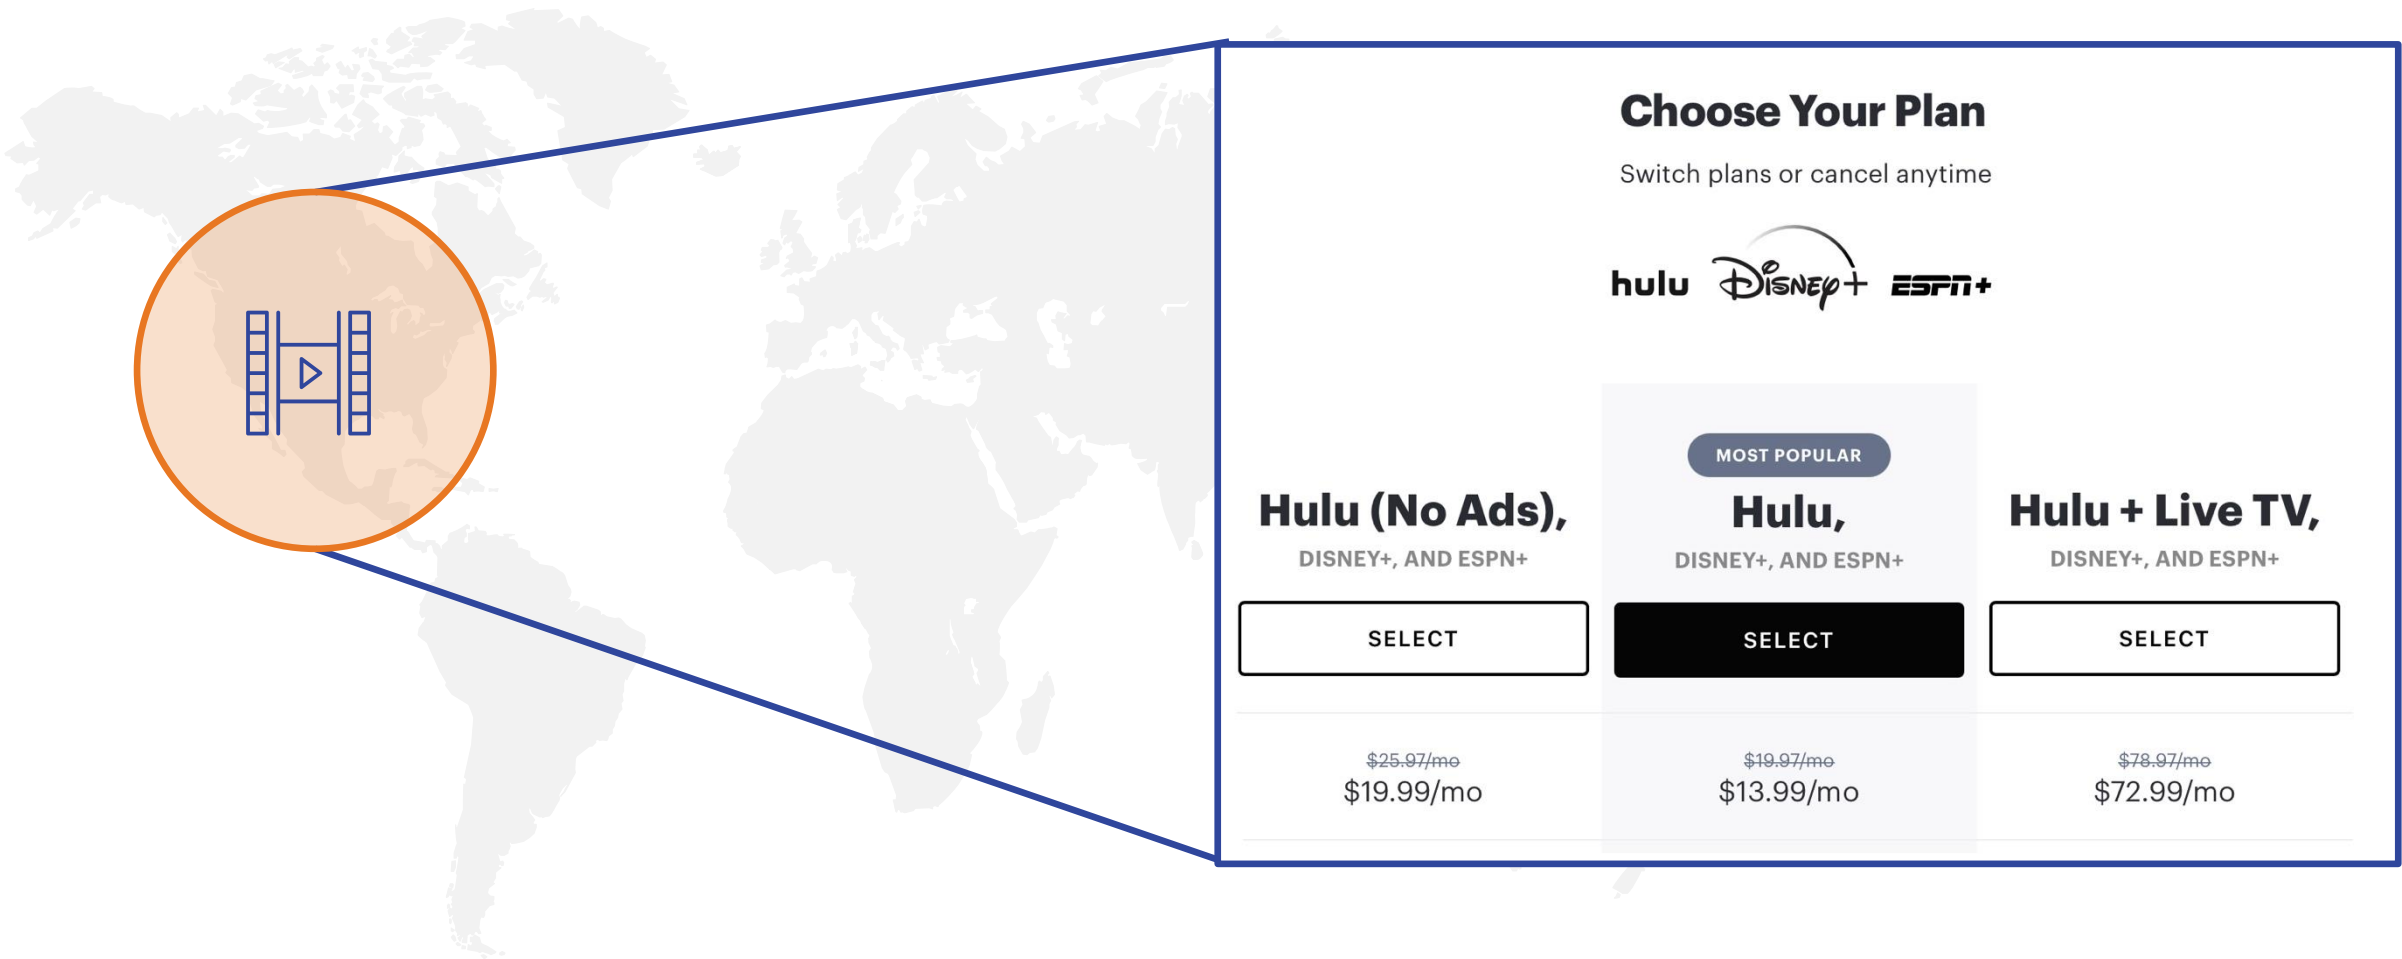 Choose Your Plan
Switch plans or cancel anytime
hulu Disney+ ESPN+
MOST POPULAR
Hulu (No Ads), Hulu, Hulu + Live TV,
DISNEY+, AND ESPN+ DISNEY+, AND ESPN+ DISNEY+, AND ESPN+
SELECT SELECT SELECT
$25.97/mo $19.97/mo $78.97/mo
$19.99/mo $13.99/mo $72.99/mo